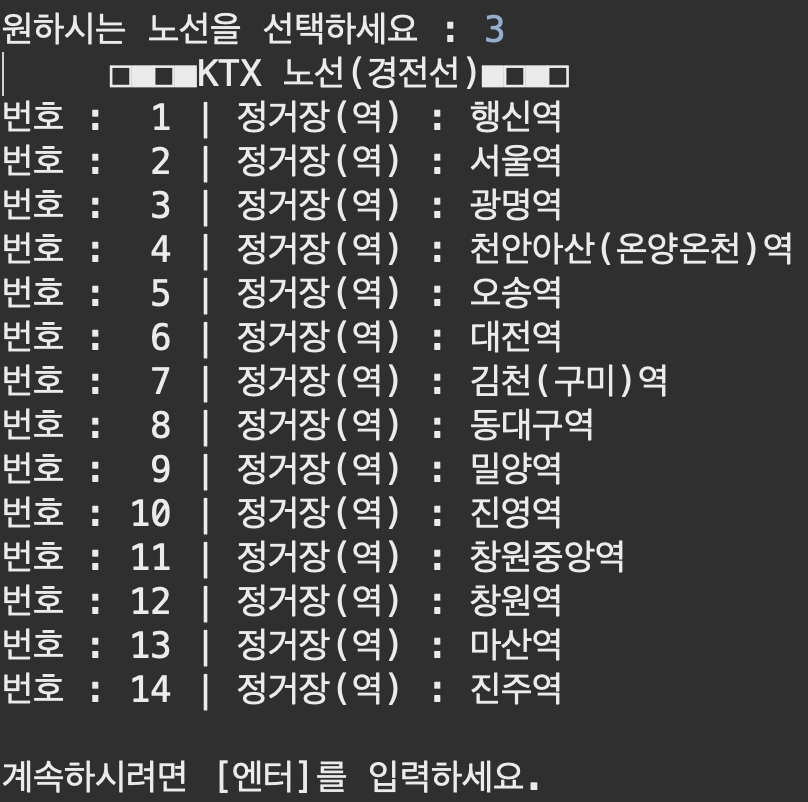 원하시는 노선을 선택하세요 : 3
□■□■KTX 노선(경전선)■□■□
번호 :  1 | 정거장(역) : 행신역
번호 :  2 | 정거장(역) : 서울역
번호 :  3 | 정거장(역) : 광명역
번호 :  4 | 정거장(역) : 천안아산(온양온천)역
번호 :  5 | 정거장(역) : 오송역
번호 :  6 | 정거장(역) : 대전역
번호 :  7 | 정거장(역) : 김천(구미)역
번호 :  8 | 정거장(역) : 동대구역
번호 :  9 | 정거장(역) : 밀양역
번호 : 10 | 정거장(역) : 진영역
번호 : 11 | 정거장(역) : 창원중앙역
번호 : 12 | 정거장(역) : 창원역
번호 : 13 | 정거장(역) : 마산역
번호 : 14 | 정거장(역) : 진주역
계속하시려면 [엔터]를 입력하세요.